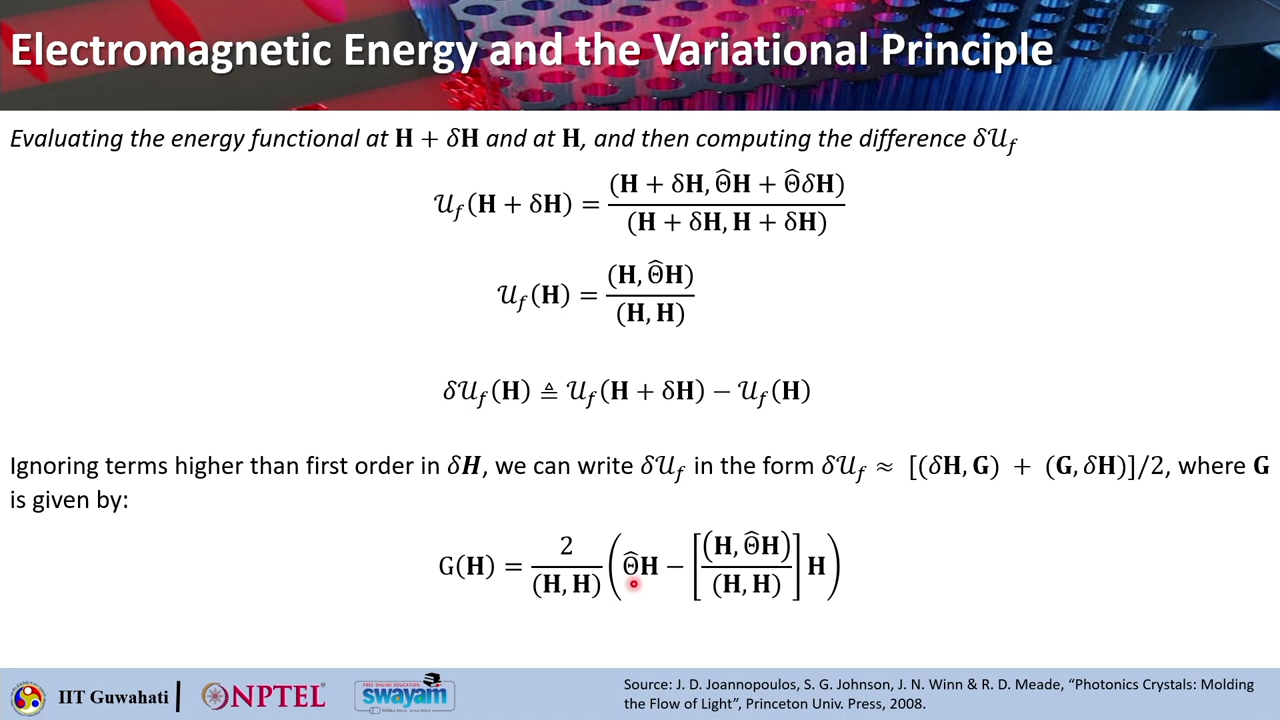 Electromagnetic Energy and the Variational Principle
Evaluating the energy functional at H + δH and at H, and then computing the difference δ𝒰_f
𝒰_f(H + δH) = (H + δH, Θ̂H + Θ̂δH) / (H + δH, H + δH)
𝒰_f(H) = (H, Θ̂H) / (H, H)
δ𝒰_f(H) ≜ 𝒰_f(H + δH) − 𝒰_f(H)
Ignoring terms higher than first order in δH, we can write δ𝒰_f in the form δ𝒰_f ≈ [(δH, G) + (G, δH)]/2, where G
is given by:
G(H) = 2/(H, H) (Θ̂H − [(H, Θ̂H)/(H, H)] H)
IIT Guwahati
NPTEL
FREE ONLINE EDUCATION
swayam
Source: J. D. Joannopoulos, S. G. Johnson, J. N. Winn & R. D. Meade, “Photonics Crystals: Molding
the Flow of Light”, Princeton Univ. Press, 2008.